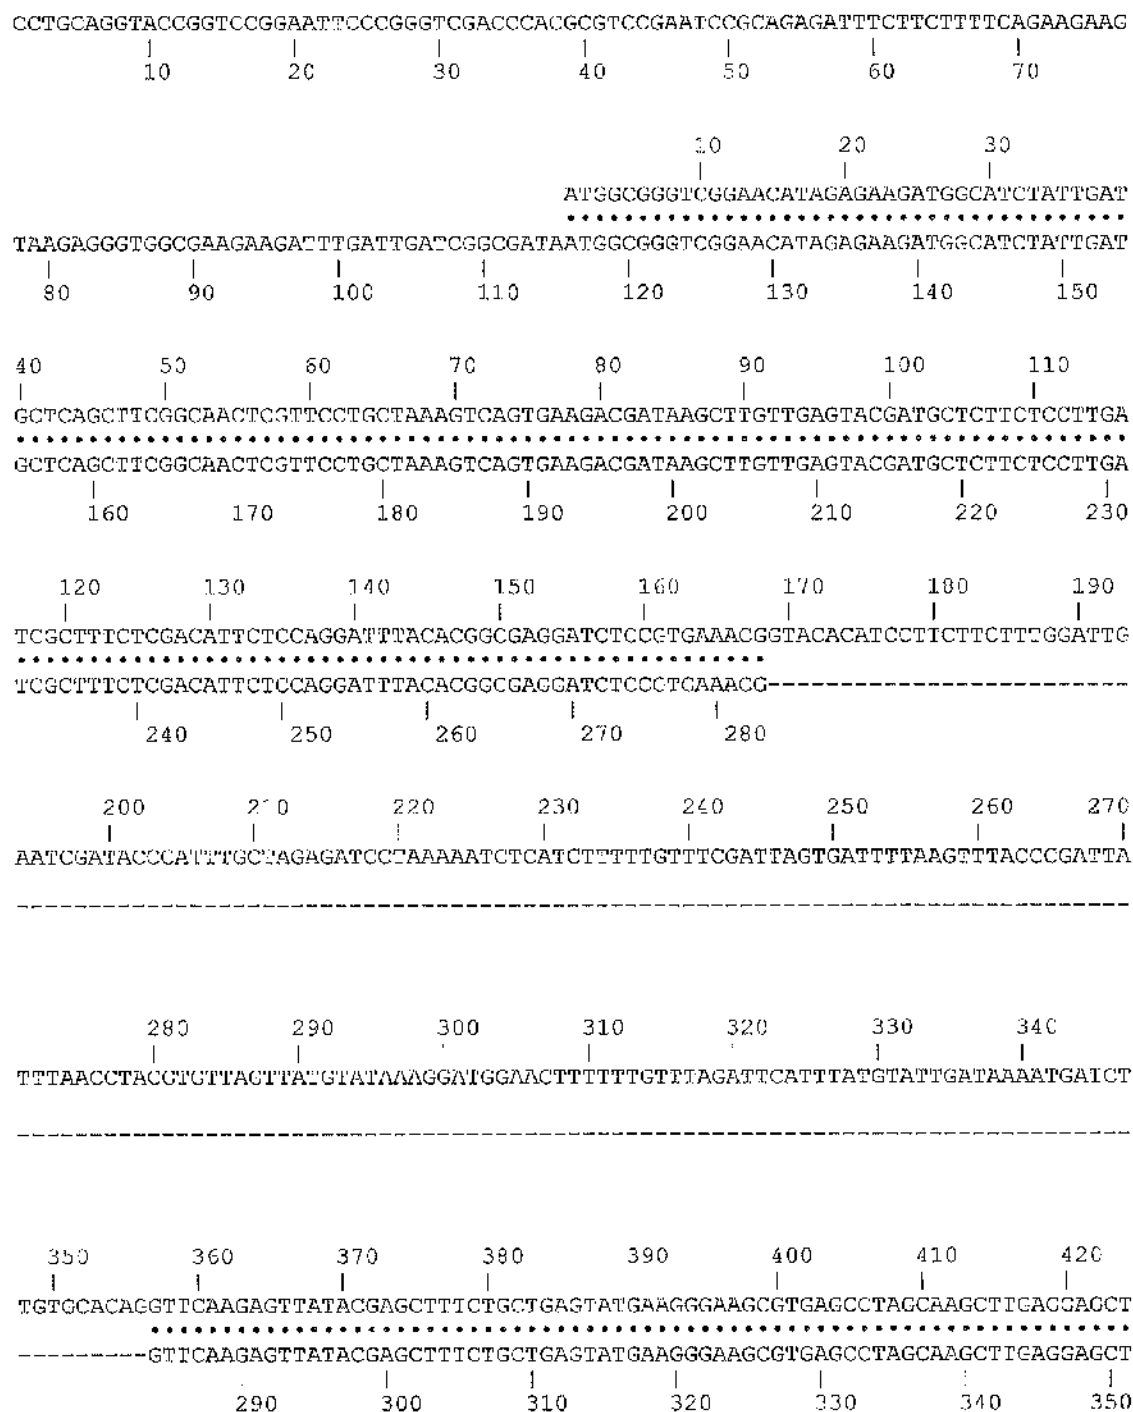 CCTGCAGGTACCGGTCCGGAATTCCCGGGTCGACCCACGCGTCCGAATCCGCAGAGATTTCTTCTTTTCAGAAGAAG
10 20 30 40 50 60 70
10 20 30
ATGGCGGGTCGGAACATAGAGAAGATGGCATCTATTGAT
TAAGAGGGTGGCGAAGAAGATTTGATTGATCGGCGATAATGGCGGGTCGGAACATAGAGAAGATGGCATCTATTGAT
80 90 100 110 120 130 140 150
40 50 60 70 80 90 100 110
GCTCAGCTTCGGCAACTCGTTCCTGCTAAAGTCAGTGAAGACGATAAGCTTGTTGAGTACGATGCTCTTCTCCTTGA
GCTCAGCTTCGGCAACTCGTTCCTGCTAAAGTCAGTGAAGACGATAAGCTTGTTGAGTACGATGCTCTTCTCCTTGA
160 170 180 190 200 210 220 230
120 130 140 150 160 170 180 190
TCGCTTTCTCGACATTCTCCAGGATTTACACGGCGAGGATCTCCGTGAAACGGTACACATCCTTCTTCTTTGGATTG
TCGCTTTCTCGACATTCTCCAGGATTTACACGGCGAGGATCTCCGTGAAACG-------------------------
240 250 260 270 280
200 210 220 230 240 250 260 270
AATCGATACCCATTTGCTAGAGATCCTAAAAATCTCATCTTTTTGTTTCGATTAGTGATTTTAAGTTTACCCGATTA
-----------------------------------------------------------------------------
280 290 300 310 320 330 340
TTTAACCTACCTGTTAGTTATGTATAAAGGATGGAACTTTTTTGTTTAGATTCATTTATGTATTGATAAAATGATCT
-----------------------------------------------------------------------------
350 360 370 380 390 400 410 420
TGTGCACAGGTTCAAGAGTTATACGAGCTTTCTGCTGAGTATGAAGGGAAGCGTGAGCCTAGCAAGCTTGAGGAGCT
---------GTTCAAGAGTTATACGAGCTTTCTGCTGAGTATGAAGGGAAGCGTGAGCCTAGCAAGCTTGAGGAGCT
290 300 310 320 330 340 350